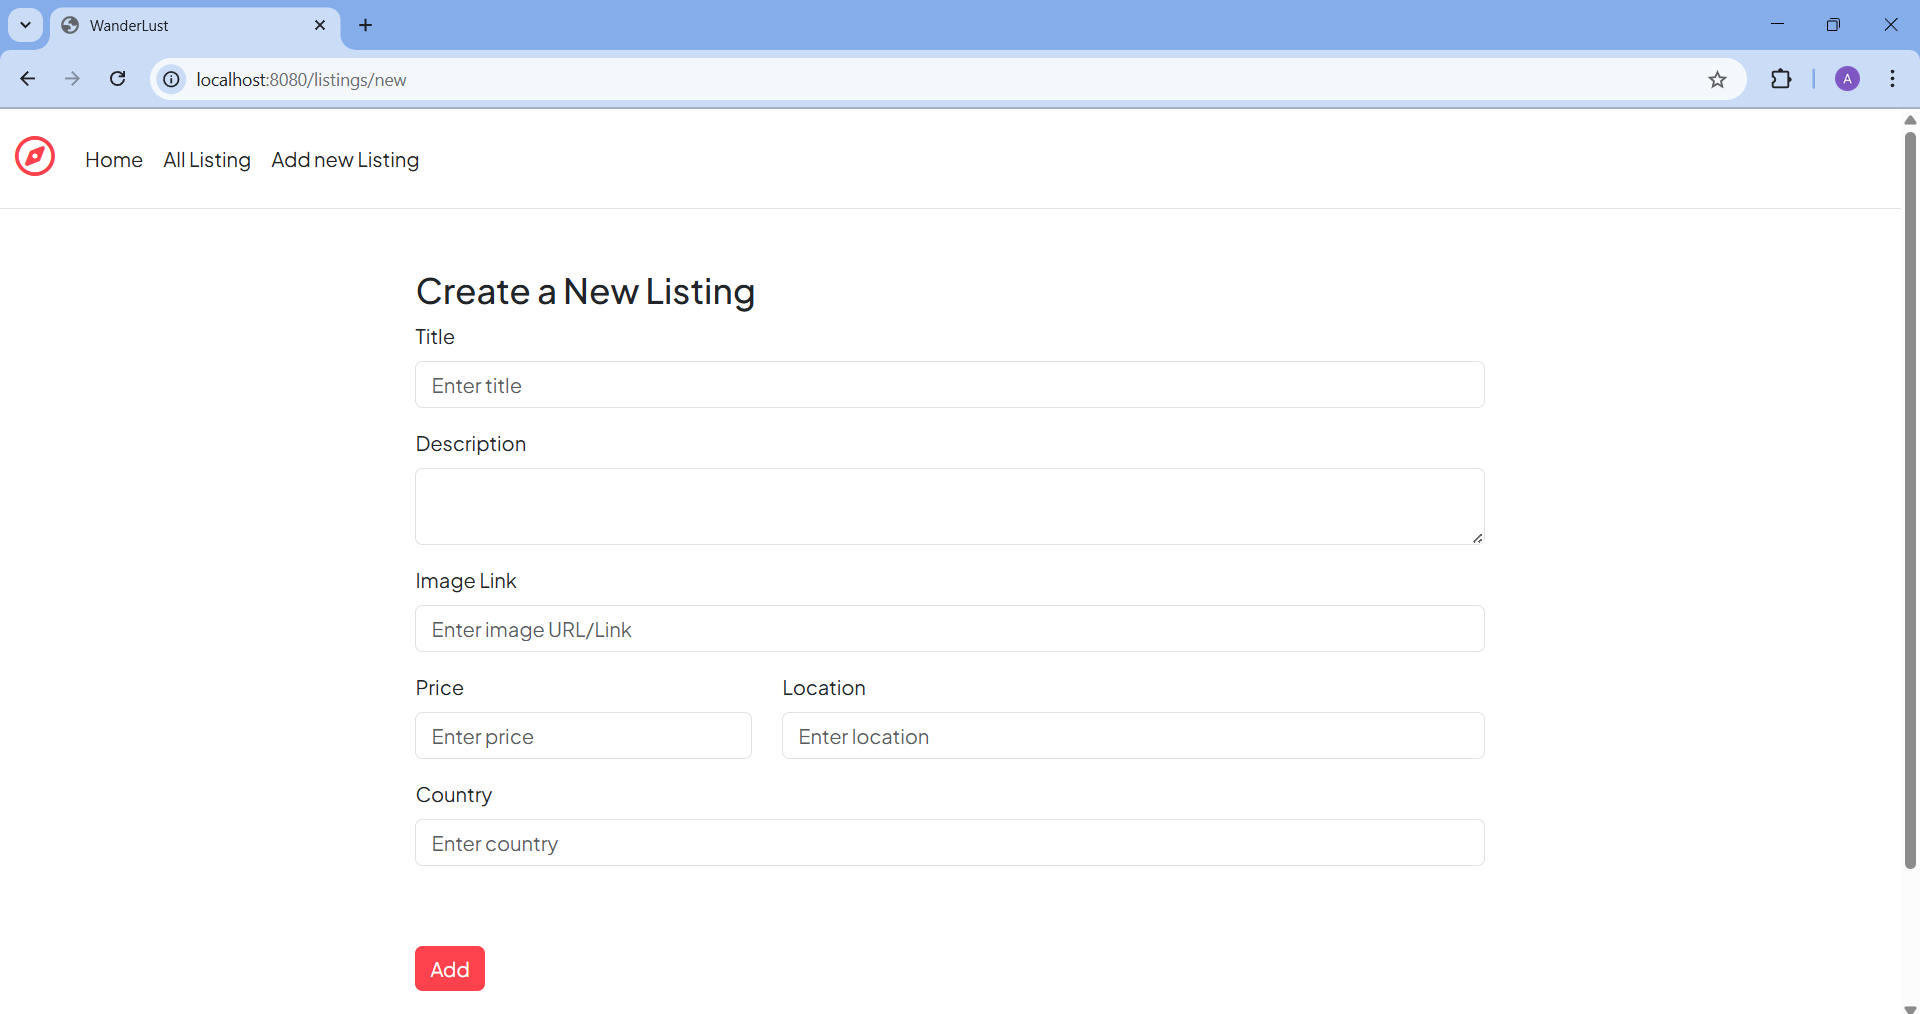 WanderLust
localhost:8080/listings/new
A
Home All Listing Add new Listing
Create a New Listing
Title
Enter title
Description
Image Link
Enter image URL/Link
Price Location
Enter price Enter location
Country
Enter country
Add